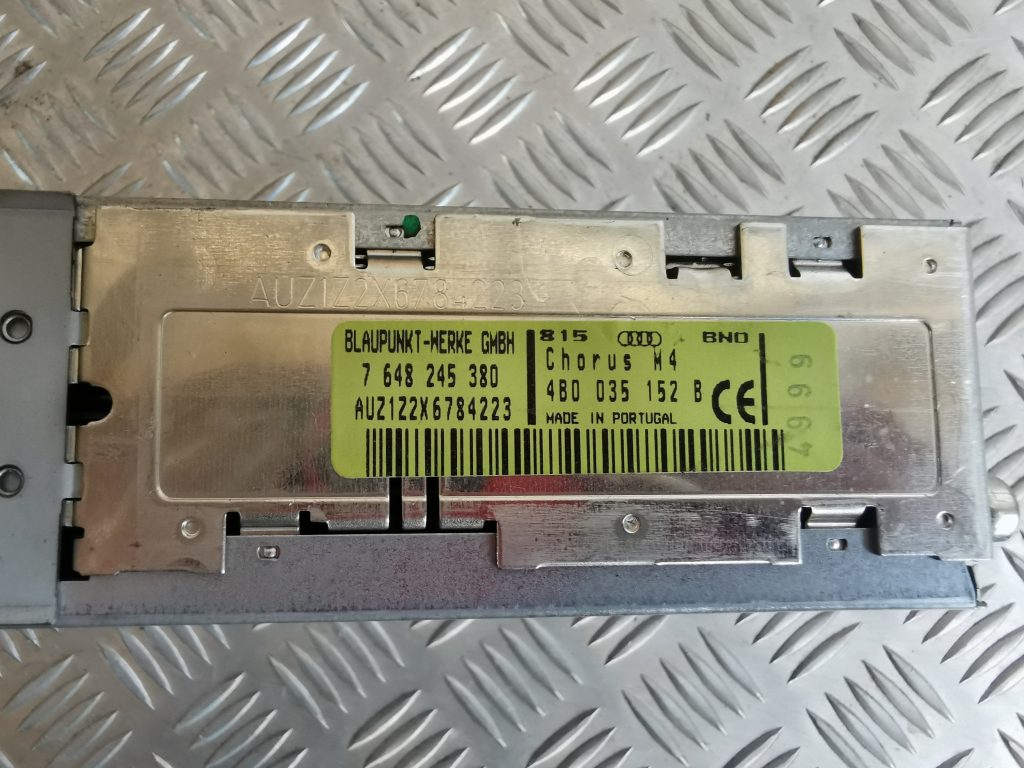 AUZ1Z2X6784223
BLAUPUNKT-WERKE GMBH
7 648 245 380
AUZ1Z2X6784223
815 BNO
Chorus M4
4B0 035 152 B
MADE IN PORTUGAL
CE